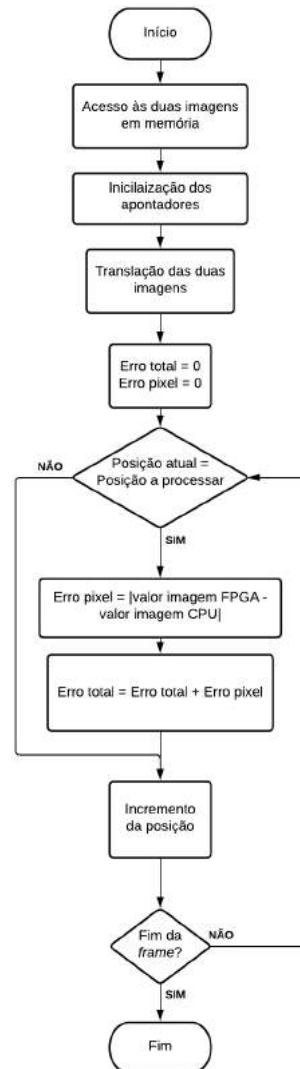 Início
Acesso às duas imagens
em memória
Inicilaização dos
apontadores
Translação das duas
imagens
Erro total = 0
Erro pixel = 0
NÃO
Posição atual =
Posição a processar
SIM
Erro pixel = |valor imagem FPGA -
valor imagem CPU|
Erro total = Erro total + Erro pixel
Incremento
da posição
Fim da
frame?
NÃO
SIM
Fim